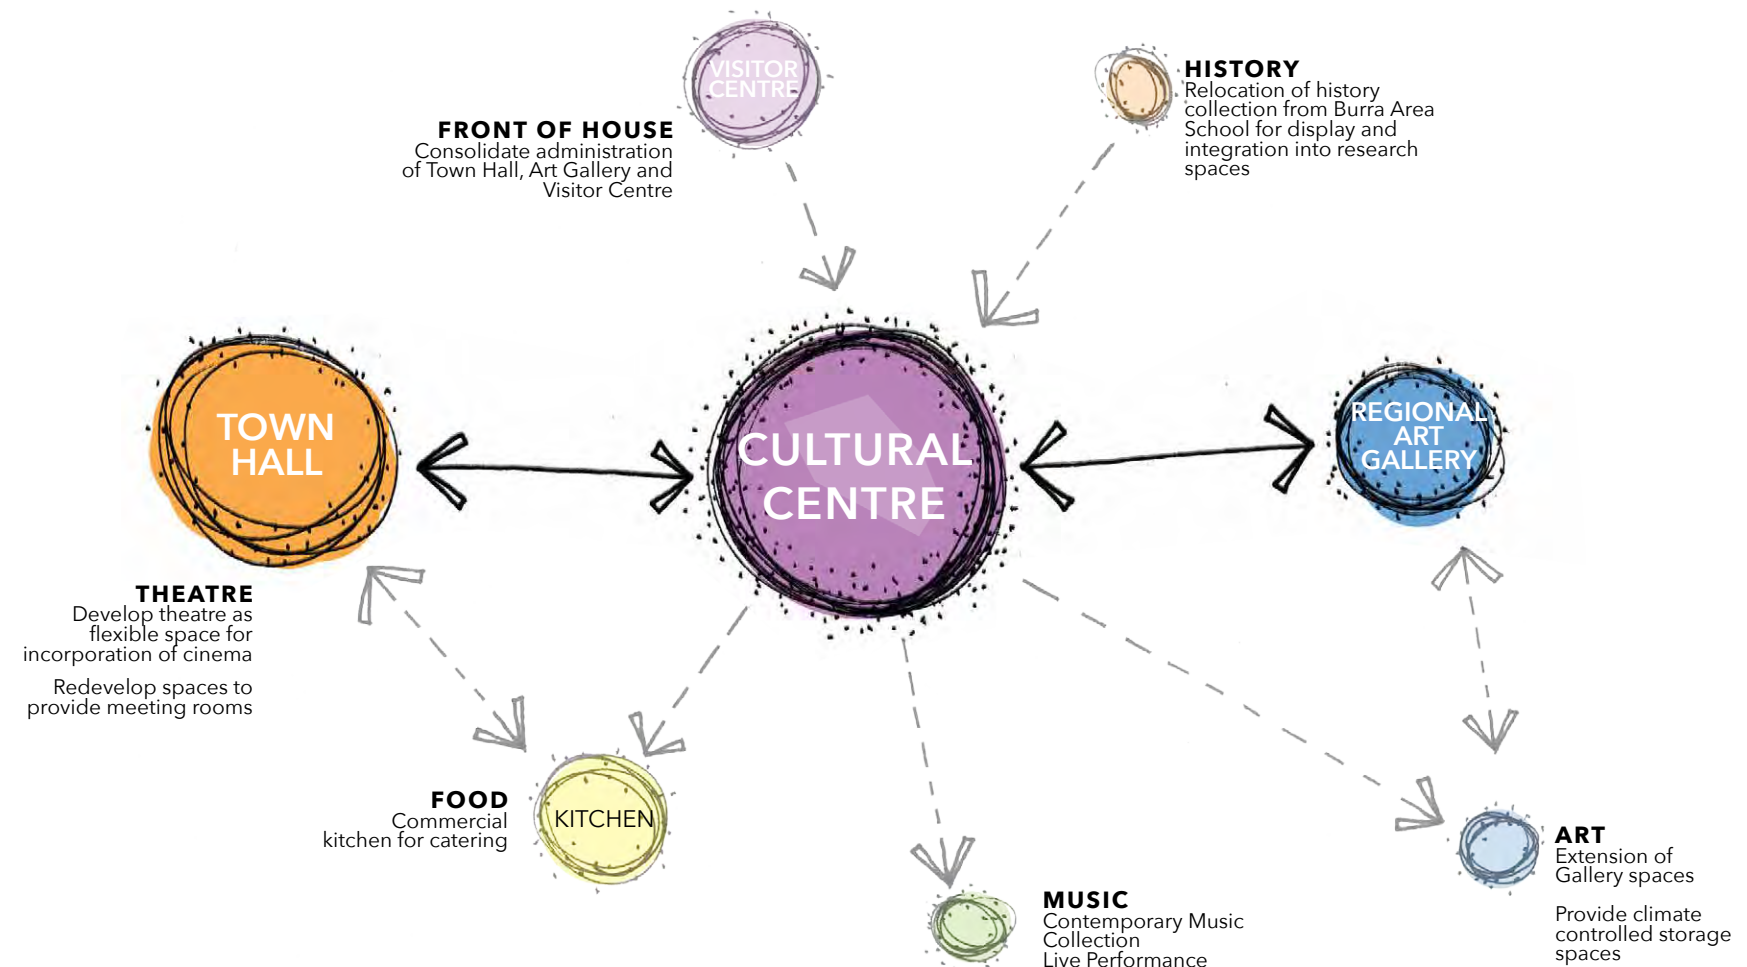 VISITOR
CENTRE
FRONT OF HOUSE
Consolidate administration
of Town Hall, Art Gallery and
Visitor Centre
HISTORY
Relocation of history
collection from Burra Area
School for display and
integration into research
spaces
TOWN
HALL
CULTURAL
CENTRE
REGIONAL
ART
GALLERY
THEATRE
Develop theatre as
flexible space for
incorporation of cinema
Redevelop spaces to
provide meeting rooms
FOOD
Commercial
kitchen for catering
KITCHEN
MUSIC
Contemporary Music
Collection
Live Performance
ART
Extension of
Gallery spaces
Provide climate
controlled storage
spaces